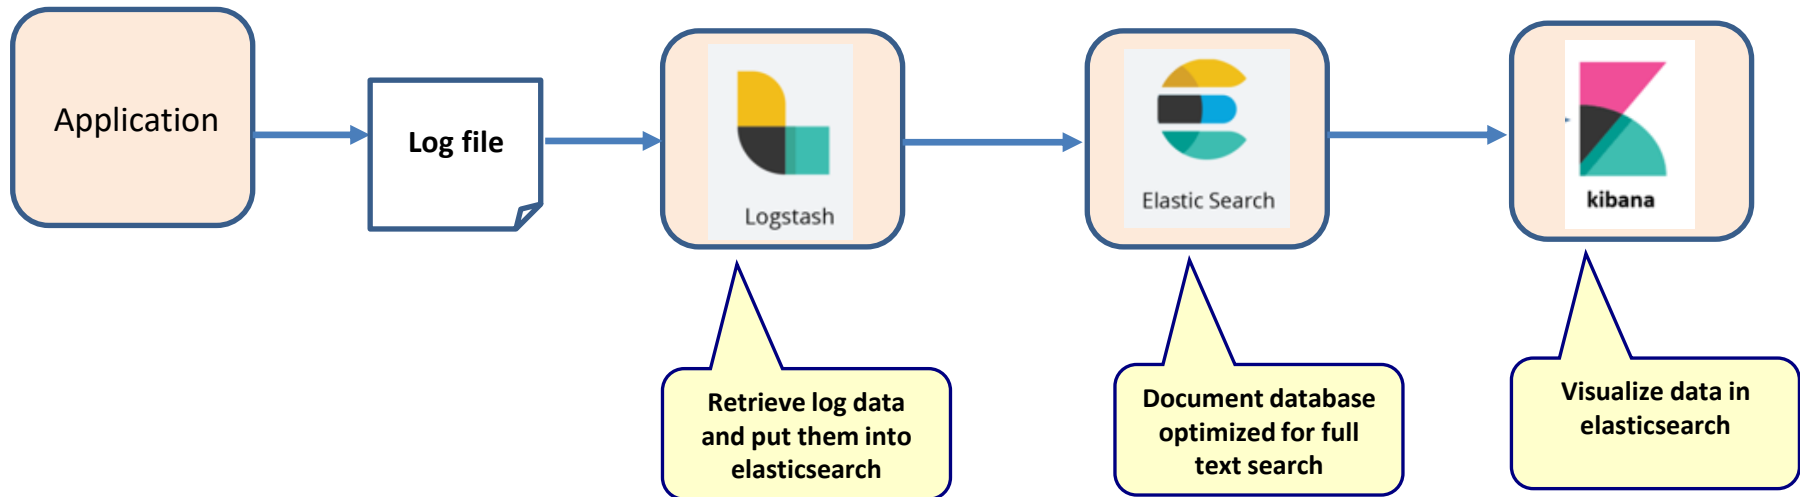 Application
Log file
Logstash
Elastic Search
kibana
Retrieve log data
and put them into
elasticsearch
Document database
optimized for full
text search
Visualize data in
elasticsearch